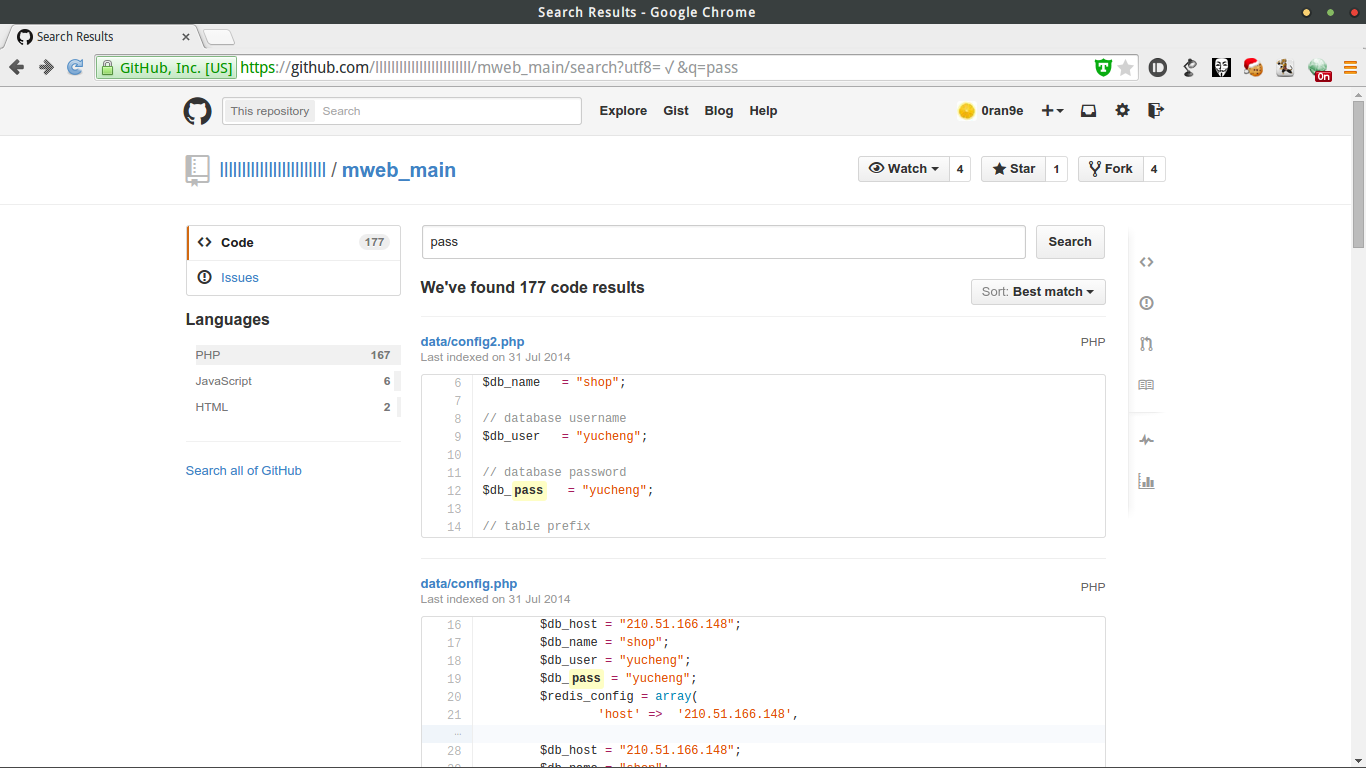 Search Results - Google Chrome
Search Results
GitHub, Inc. [US] https://github.com/llllllllllllllllllllllll/mweb_main/search?utf8=✓&q=pass
0n
This repository Search Explore Gist Blog Help 0ran9e
llllllllllllllllllllllll / mweb_main Watch 4 Star 1 Fork 4
Code 177
Issues
Languages
PHP 167
JavaScript 6
HTML 2
Search all of GitHub
pass Search
We've found 177 code results Sort: Best match
data/config2.php PHP
Last indexed on 31 Jul 2014
6 $db_name = "shop";
7
8 // database username
9 $db_user = "yucheng";
10
11 // database password
12 $db_pass = "yucheng";
13
14 // table prefix
data/config.php PHP
Last indexed on 31 Jul 2014
16 $db_host = "210.51.166.148";
17 $db_name = "shop";
18 $db_user = "yucheng";
19 $db_pass = "yucheng";
20 $redis_config = array(
21 'host' => '210.51.166.148',
...
28 $db_host = "210.51.166.148";
29 $db_name = "shop";